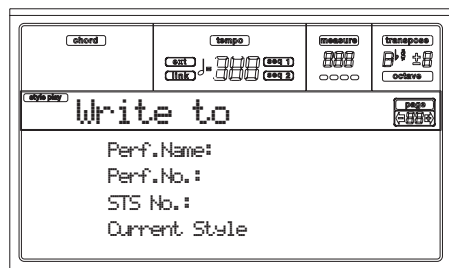 chord tempo measure transpose
ext seq 1
link seq 2
octave
style play page
Write to
Perf.Name:
Perf.No.:
STS No.:
Current Style